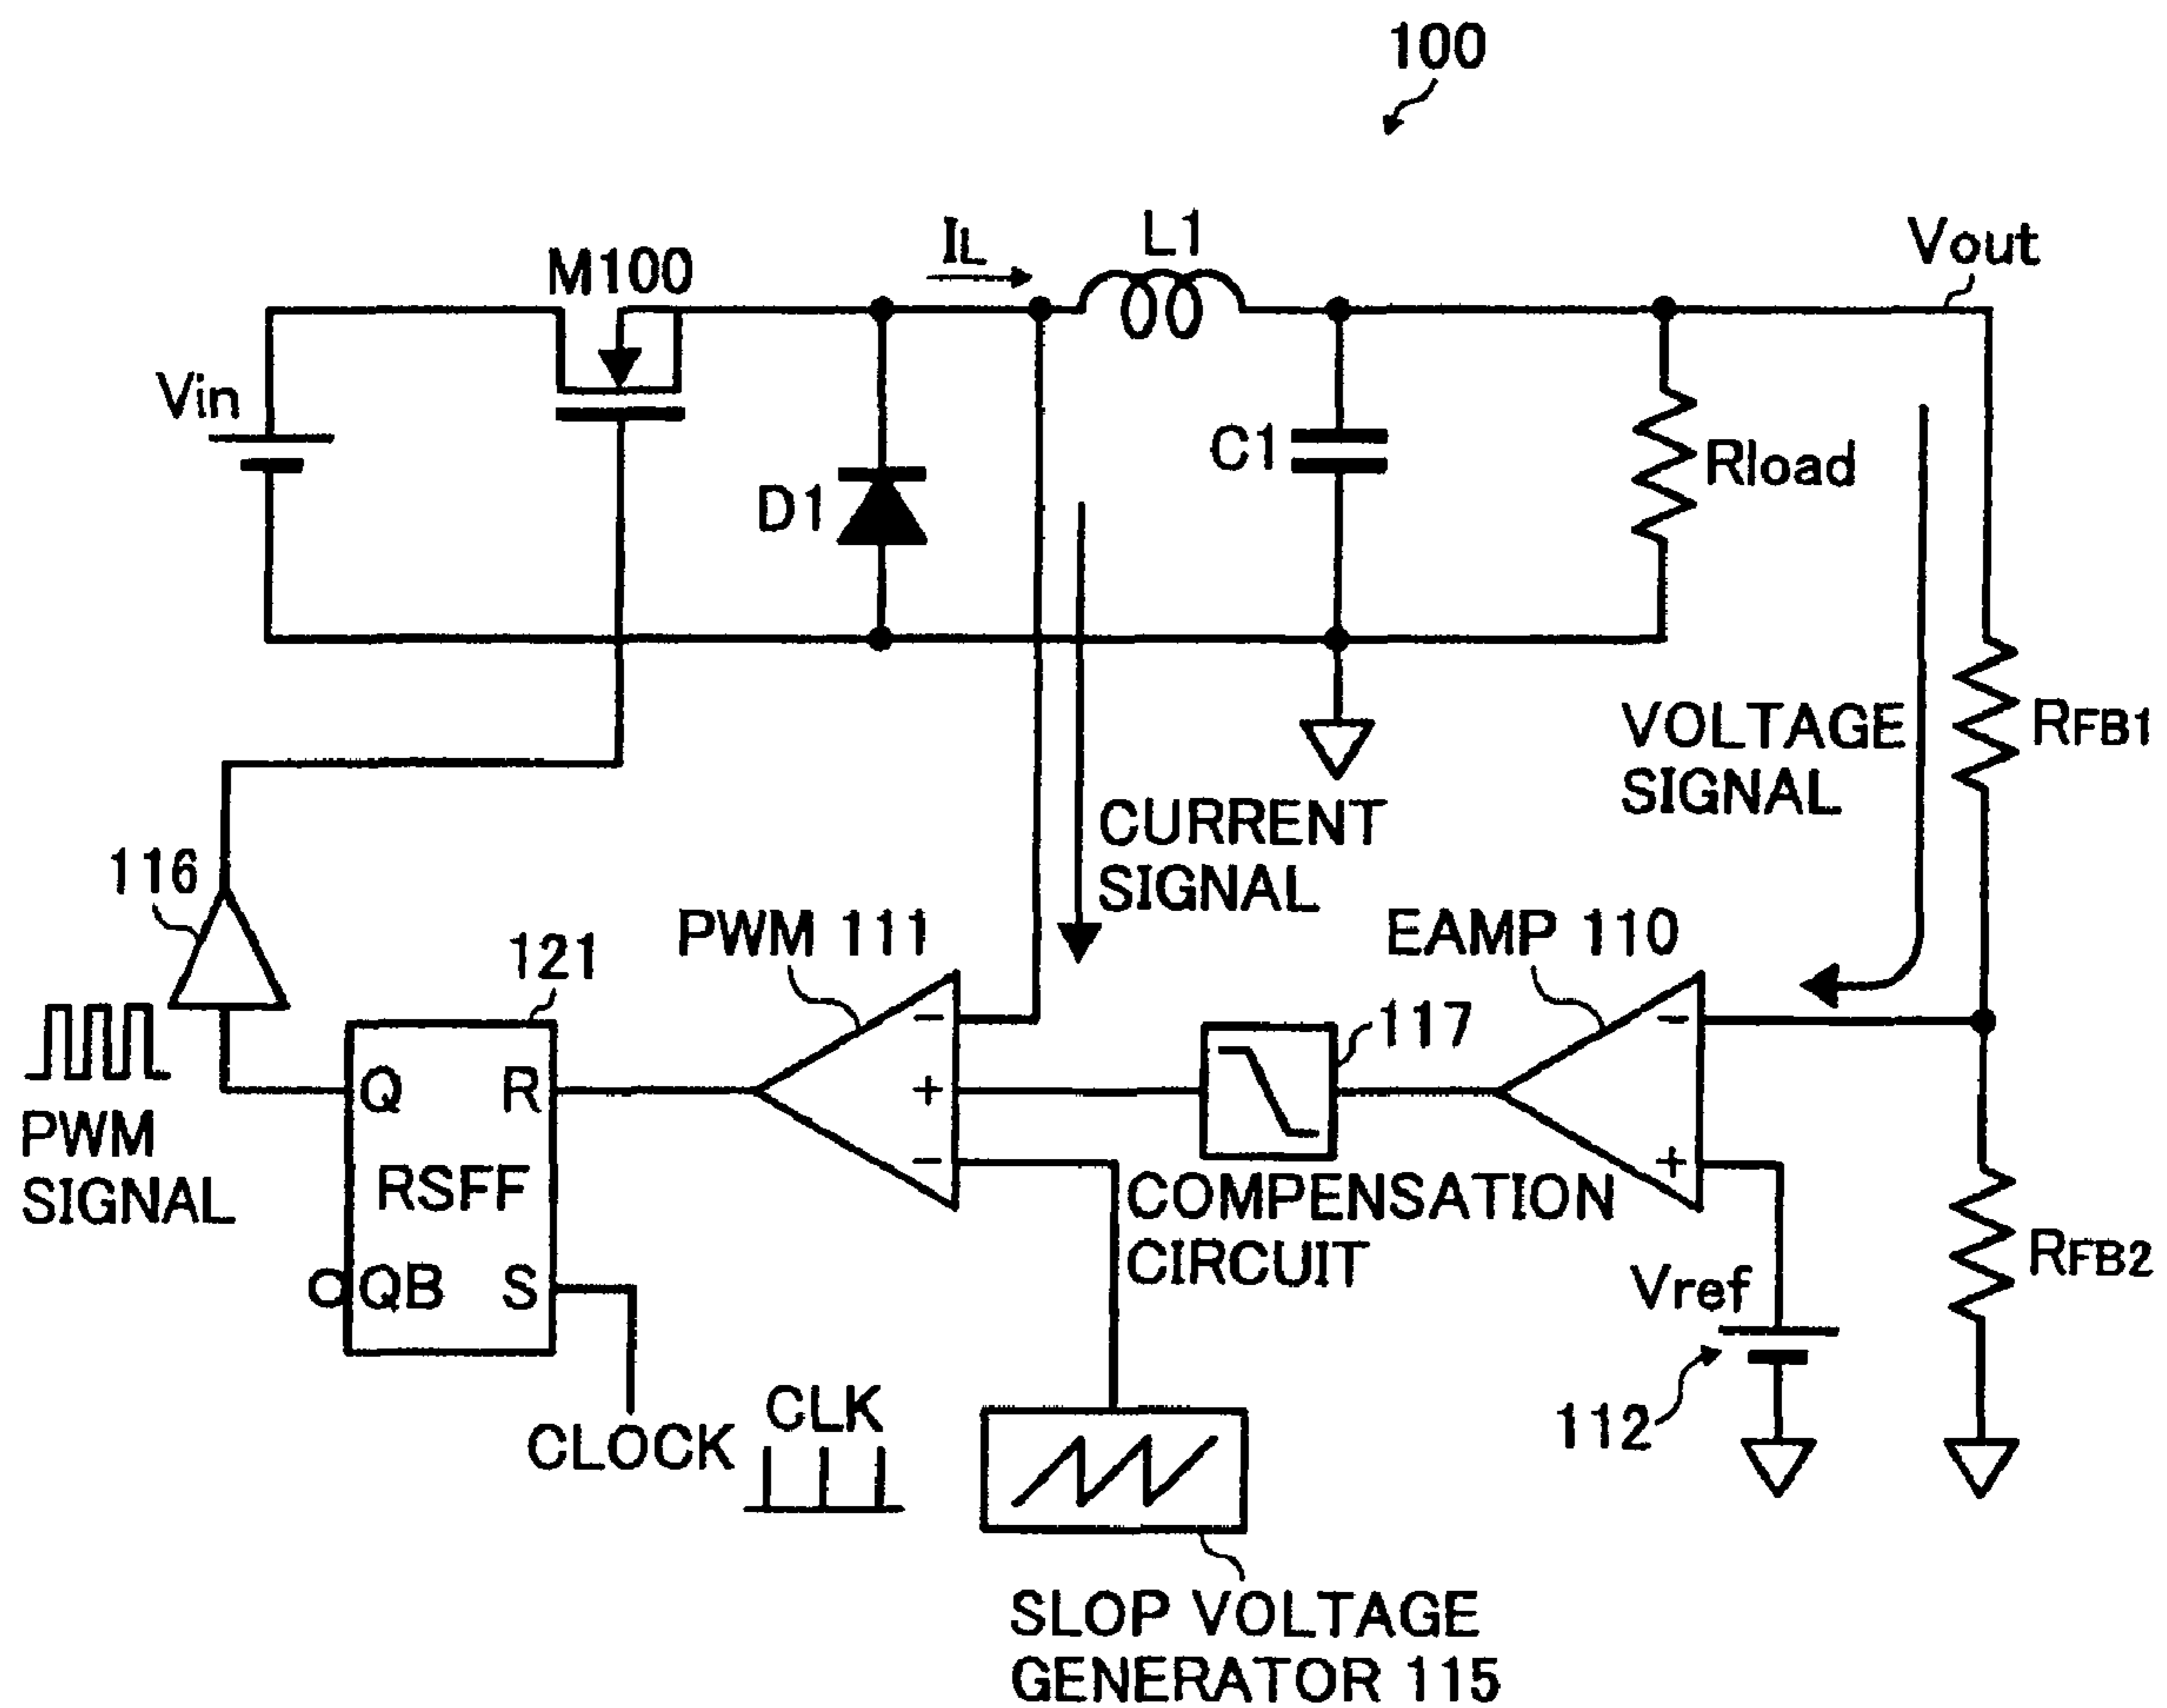 100
IL
L1
Vout
M100
Vin
C1
Rload
D1
VOLTAGE
SIGNAL
RFB1
CURRENT
SIGNAL
116
PWM 111
EAMP 110
121
117
-
-
Q
R
+
PWM
SIGNAL
RSFF
-
+
COMPENSATION
CIRCUIT
RFB2
QB
S
Vref
CLK
CLOCK
112
SLOP VOLTAGE
GENERATOR 115